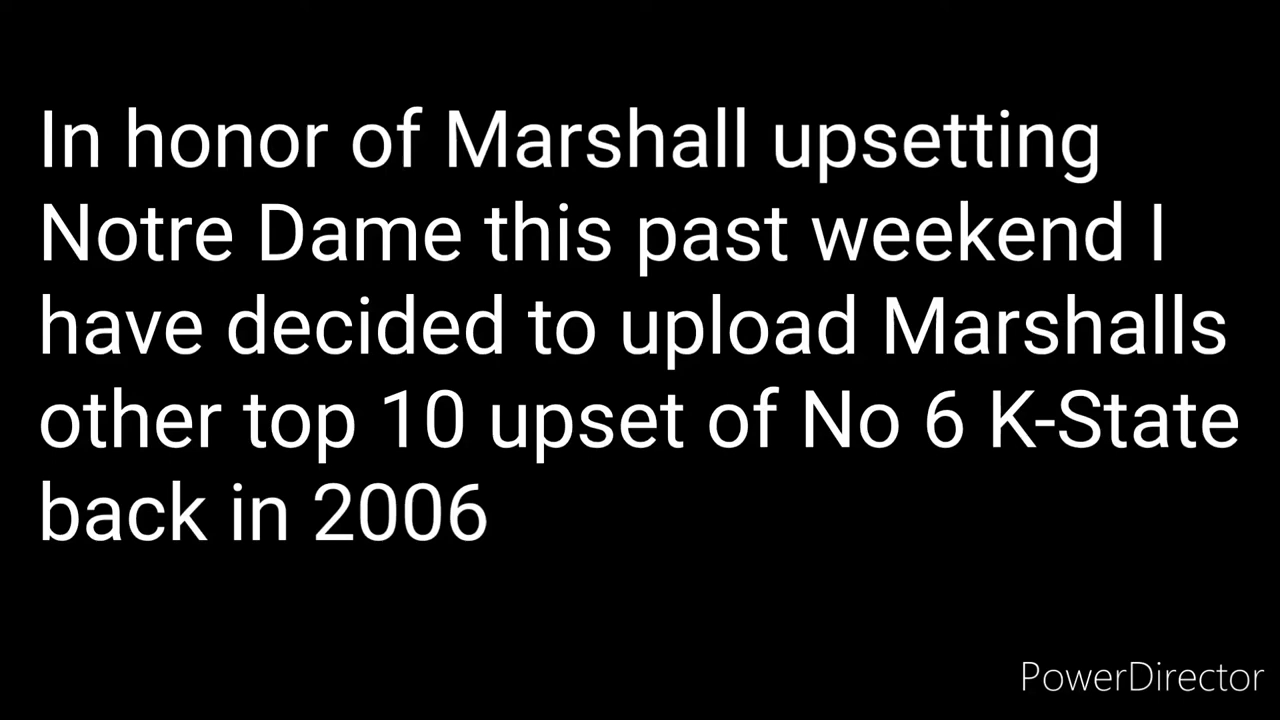 In honor of Marshall upsetting
Notre Dame this past weekend I
have decided to upload Marshalls
other top 10 upset of No 6 K-State
back in 2006
PowerDirector